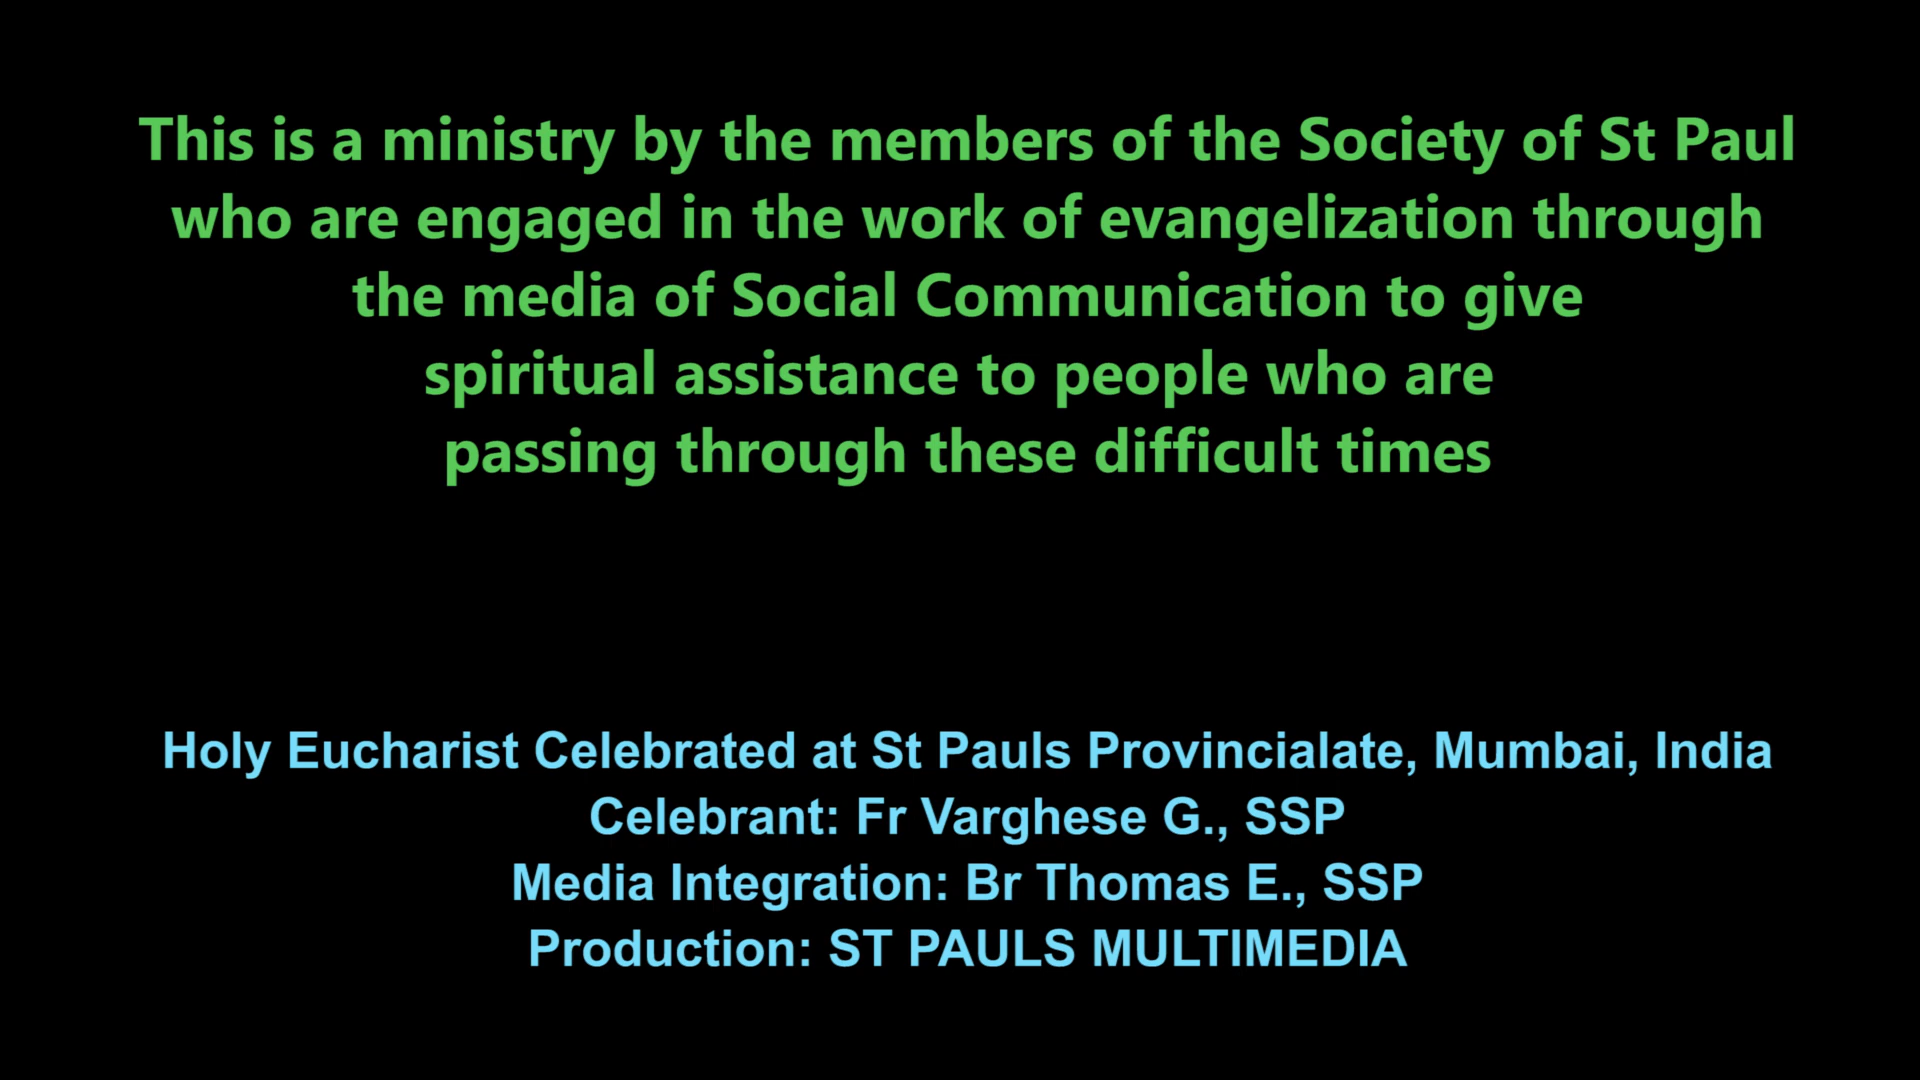 This is a ministry by the members of the Society of St Paul
who are engaged in the work of evangelization through
the media of Social Communication to give
spiritual assistance to people who are
passing through these difficult times
Holy Eucharist Celebrated at St Pauls Provincialate, Mumbai, India
Celebrant: Fr Varghese G., SSP
Media Integration: Br Thomas E., SSP
Production: ST PAULS MULTIMEDIA